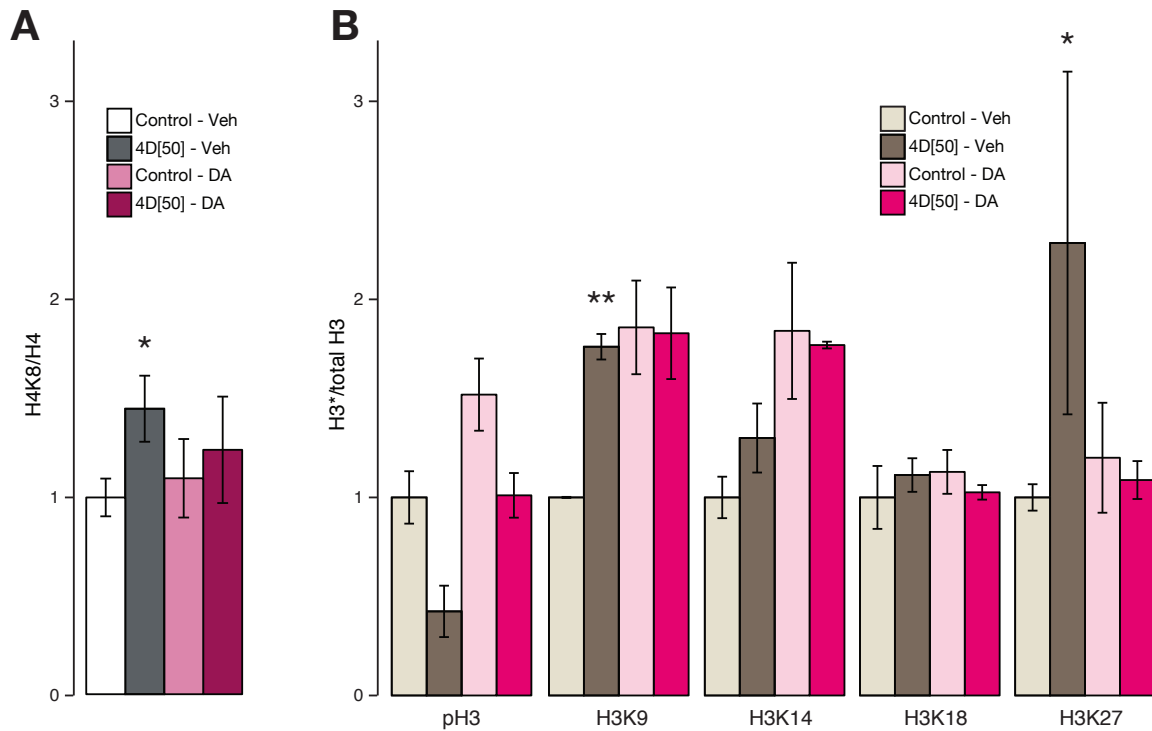 A
3
2
1
0
H4K8/H4
Control - Veh
4D[50] - Veh
Control - DA
4D[50] - DA
*
B
3
2
1
0
H3*/total H3
Control - Veh
4D[50] - Veh
Control - DA
4D[50] - DA
**
*
pH3
H3K9
H3K14
H3K18
H3K27